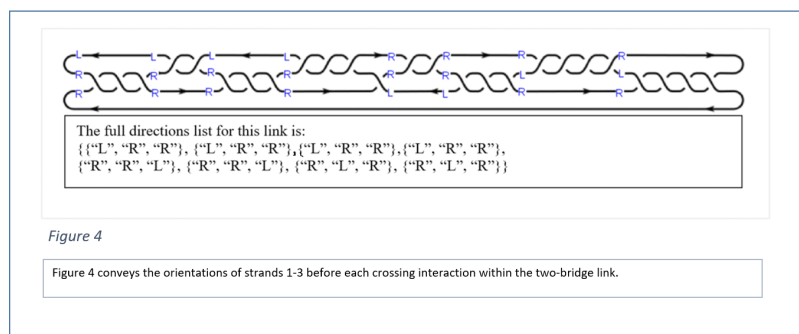 L L L L R R R R
R R R R R R L L
R R R R L L R R
The full directions list for this link is:
{{“L”, “R”, “R”}, {“L”, “R”, “R”},{“L”, “R”, “R”},{“L”, “R”, “R”},
{“R”, “R”, “L”}, {“R”, “R”, “L”}, {“R”, “L”, “R”}, {“R”, “L”, “R”}}
Figure 4
Figure 4 conveys the orientations of strands 1-3 before each crossing interaction within the two-bridge link.